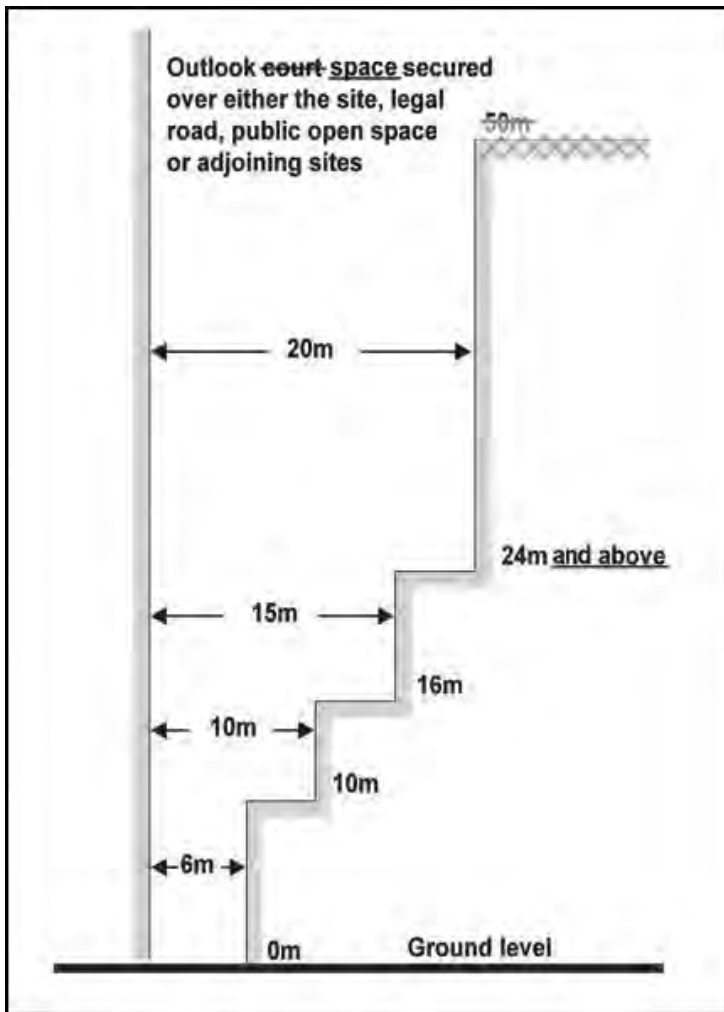 Outlook court space secured
over either the site, legal
road, public open space
or adjoining sites
50m
20m
24m and above
15m
16m
10m
10m
6m
0m
Ground level